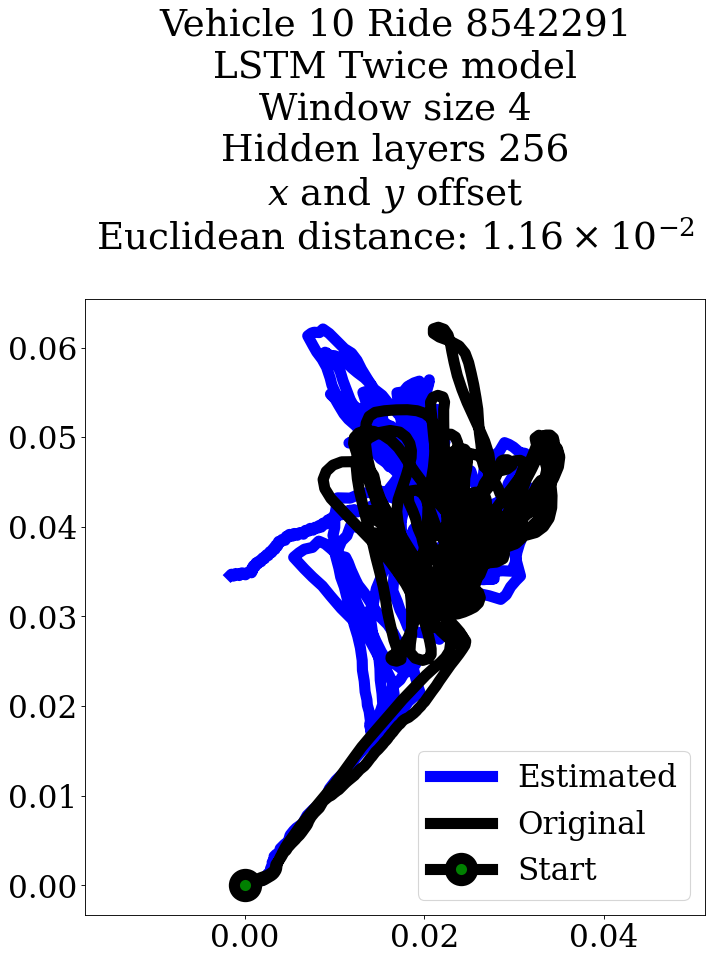 Vehicle 10 Ride 8542291
LSTM Twice model
Window size 4
Hidden layers 256
x and y offset
Euclidean distance: 1.16 × 10⁻²
0.06
0.05
0.04
0.03
0.02
0.01
0.00
Estimated
Original
Start
0.00 0.02 0.04